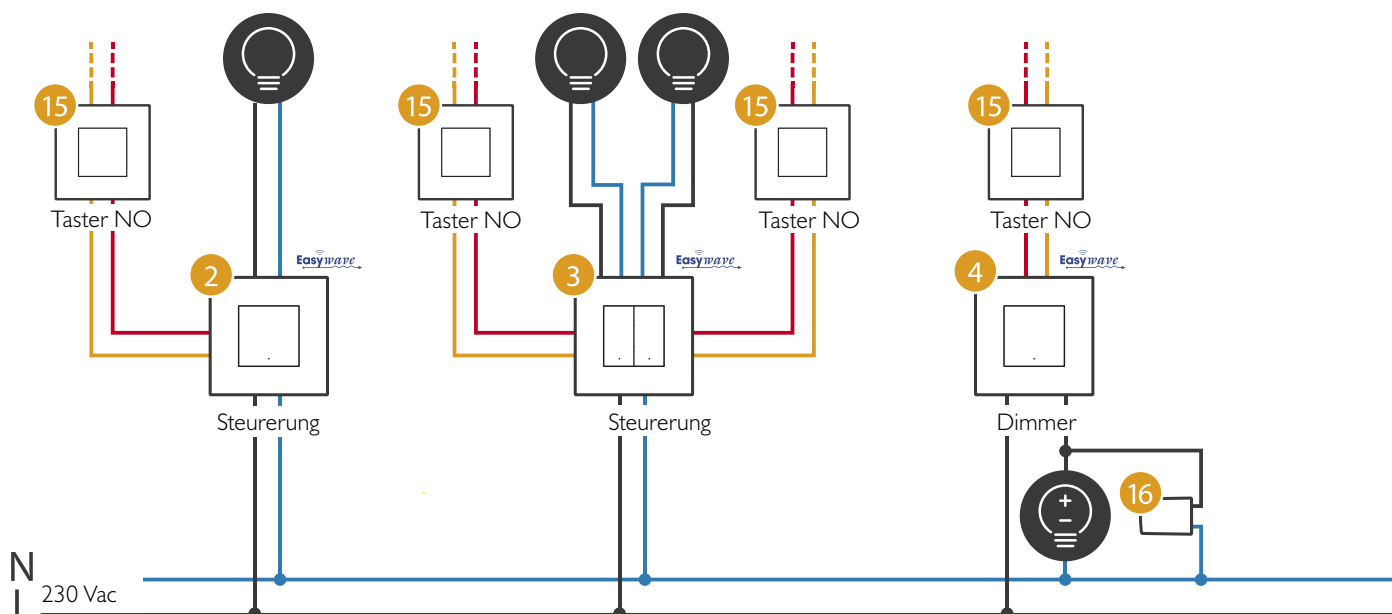 15
15
15
15
Taster NO
Taster NO
Taster NO
Taster NO
2
Easywave
3
Easywave
4
Easywave
Steurerung
Steurerung
Dimmer
+
−
16
N
230 Vac
L